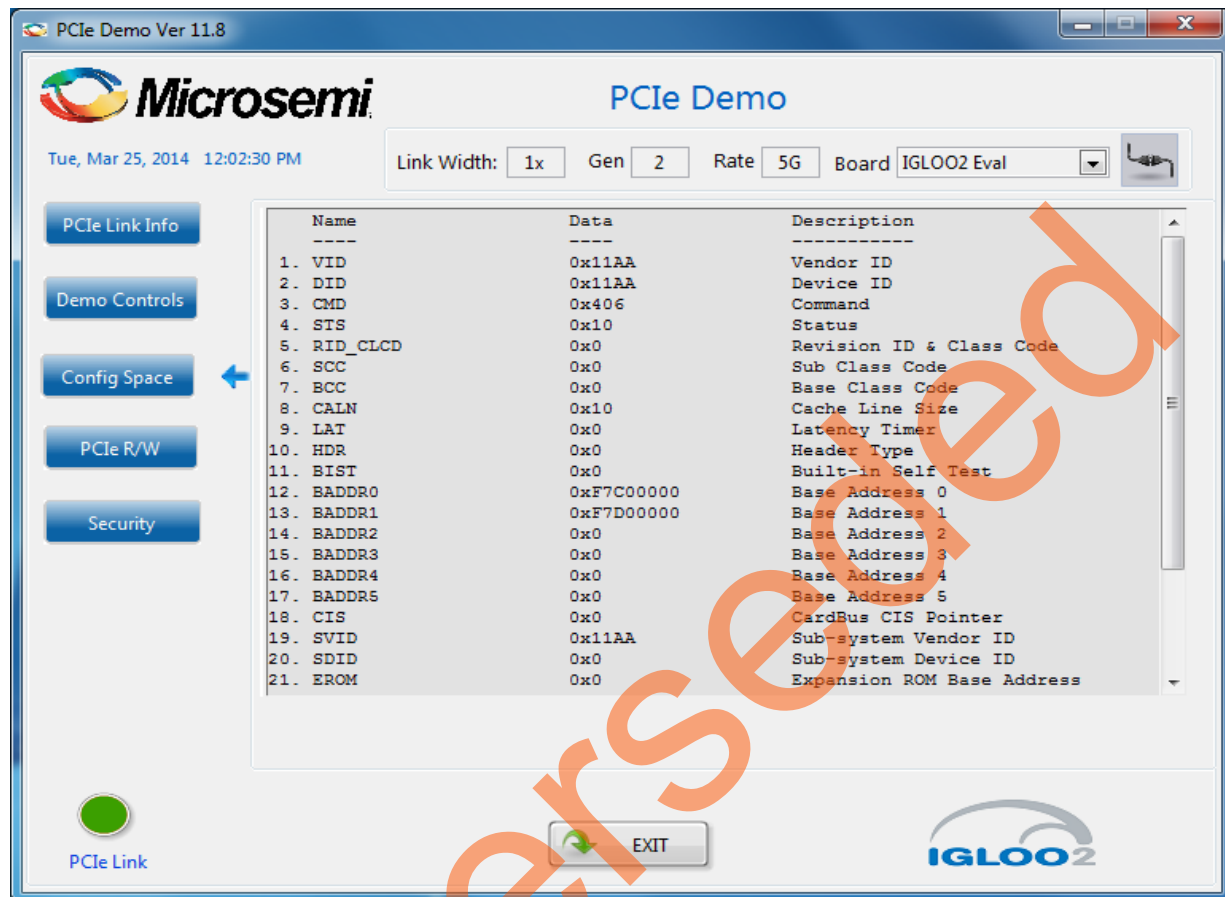 PCIe Demo Ver 11.8
Microsemi
PCIe Demo
Tue, Mar 25, 2014 12:02:30 PM
Link Width: 1x Gen 2 Rate 5G Board IGLOO2 Eval
PCIe Link Info
Demo Controls
Config Space
PCIe R/W
Security
Name Data Description
---- ---- -----------
1. VID 0x11AA Vendor ID
2. DID 0x11AA Device ID
3. CMD 0x406 Command
4. STS 0x10 Status
5. RID_CLCD 0x0 Revision ID & Class Code
6. SCC 0x0 Sub Class Code
7. BCC 0x0 Base Class Code
8. CALN 0x10 Cache Line Size
9. LAT 0x0 Latency Timer
10. HDR 0x0 Header Type
11. BIST 0x0 Built-in Self Test
12. BADDR0 0xF7C00000 Base Address 0
13. BADDR1 0xF7D00000 Base Address 1
14. BADDR2 0x0 Base Address 2
15. BADDR3 0x0 Base Address 3
16. BADDR4 0x0 Base Address 4
17. BADDR5 0x0 Base Address 5
18. CIS 0x0 CardBus CIS Pointer
19. SVID 0x11AA Sub-system Vendor ID
20. SDID 0x0 Sub-system Device ID
21. EROM 0x0 Expansion ROM Base Address
PCIe Link
EXIT
IGLOO2
erseded